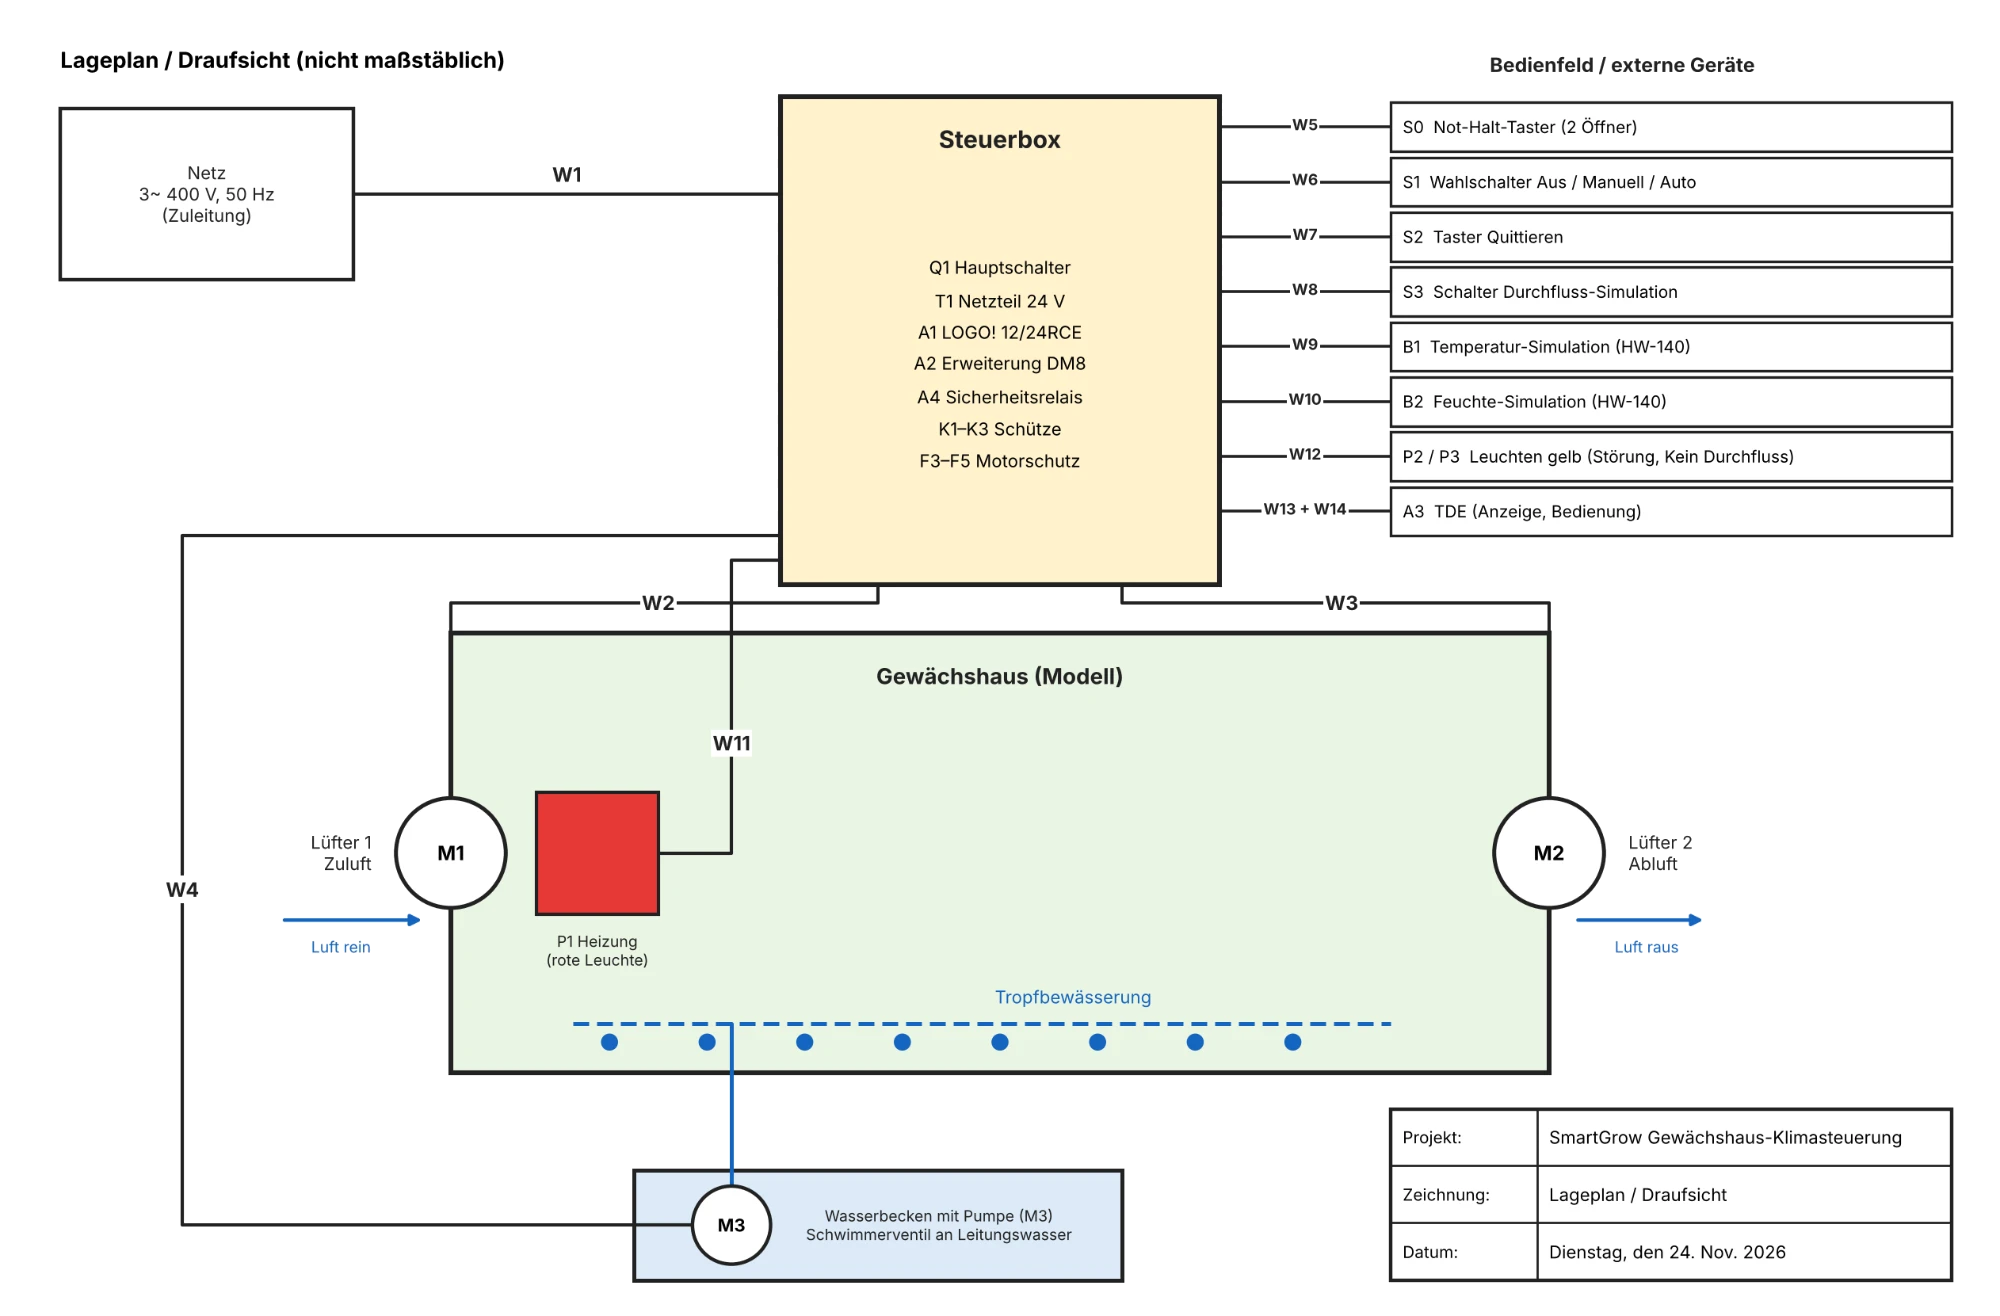 Lageplan / Draufsicht (nicht maßstäblich)
Bedienfeld / externe Geräte
Netz
3~ 400 V, 50 Hz
(Zuleitung)
W1
Steuerbox
Q1 Hauptschalter
T1 Netzteil 24 V
A1 LOGO! 12/24RCE
A2 Erweiterung DM8
A4 Sicherheitsrelais
K1–K3 Schütze
F3–F5 Motorschutz
W5
S0 Not-Halt-Taster (2 Öffner)
W6
S1 Wahlschalter Aus / Manuell / Auto
W7
S2 Taster Quittieren
W8
S3 Schalter Durchfluss-Simulation
W9
B1 Temperatur-Simulation (HW-140)
W10
B2 Feuchte-Simulation (HW-140)
W12
P2 / P3 Leuchten gelb (Störung, Kein Durchfluss)
W13 + W14
A3 TDE (Anzeige, Bedienung)
W2
W3
Gewächshaus (Modell)
W11
Lüfter 1
Zuluft
M1
M2
Lüfter 2
Abluft
W4
Luft rein
Luft raus
P1 Heizung
(rote Leuchte)
Tropfbewässerung
M3
Wasserbecken mit Pumpe (M3)
Schwimmerventil an Leitungswasser
Projekt: SmartGrow Gewächshaus-Klimasteuerung
Zeichnung: Lageplan / Draufsicht
Datum: Dienstag, den 24. Nov. 2026